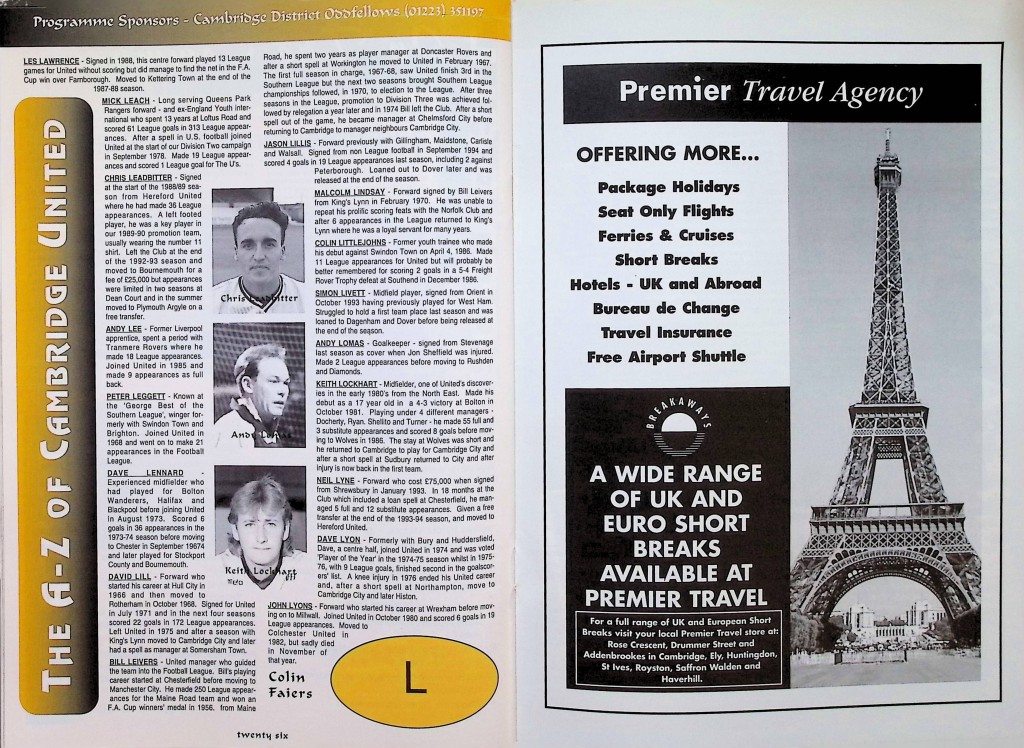 Programme Sponsors - Cambridge District Oddfellows (01223) 351197
THE A-Z OF CAMBRIDGE UNITED
LES LAWRENCE - Signed in 1988, this centre forward played 13 League
games for United without scoring but did manage to find the net in the F.A.
Cup win over Farnborough. Moved to Kettering Town at the end of the
1987-88 season.
MICK LEACH - Long serving Queens Park
Rangers forward - and ex-England Youth inter-
national who spent 13 years at Loftus Road and
scored 61 League goals in 313 League appear-
ances. After a spell in U.S. football joined
United at the start of our Division Two campaign
in September 1978. Made 19 League appear-
ances and scored 1 League goal for The U's.
CHRIS LEADBITTER - Signed
at the start of the 1988/89 sea-
son from Hereford United
where he had made 36 League
appearances. A left footed
player, he was a key player in
our 1989-90 promotion team,
usually wearing the number 11
shirt. Left the Club at the end
of the 1992-93 season and
moved to Bournemouth for a
fee of £25,000 but appearances
were limited in two seasons at
Dean Court and in the summer
moved to Plymouth Argyle on a
free transfer.
ANDY LEE - Former Liverpool
apprentice, spent a period with
Tranmere Rovers where he
made 18 League appearances.
Joined United in 1985 and
made 9 appearances as full
back.
PETER LEGGETT - Known at
the 'George Best of the
Southern League', winger for-
merly with Swindon Town and
Brighton. Joined United in
1968 and went on to make 21
appearances in the Football
League.
DAVE LENNARD -
Experienced midfielder who
had played for Bolton
Wanderers, Halifax and
Blackpool before joining United
in August 1973. Scored 6
goals in 36 appearances in the
1973-74 season before moving
to Chester in September 19674
and later played for Stockport
County and Bournemouth.
DAVID LILL - Forward who
started his career at Hull City in
1966 and then moved to
Rotherham in October 1968. Signed for United
in July 1971 and in the next four seasons
scored 22 goals in 172 League appearances.
Left United in 1975 and after a season with
King's Lynn moved to Cambridge City and later
had a spell as manager at Somersham Town.
BILL LEIVERS - United manager who guided
the team into the Football League. Bill's playing
career started at Chesterfield before moving to
Manchester City. He made 250 League appear-
ances for the Maine Road team and won an
F.A. Cup winners' medal in 1956. from Maine
Road, he spent two years as player manager at Doncaster Rovers and
after a short spell at Workington he moved to United in February 1967.
The first full season in charge, 1967-68, saw United finish 3rd in the
Southern League but the next two seasons brought Southern League
championships followed, in 1970, to election to the League. After three
seasons in the League, promotion to Division Three was achieved fol-
lowed by relegation a year later and in 1974 Bill left the Club. After a short
spell out of the game, he became manager at Chelmsford City before
returning to Cambridge to manager neighbours Cambridge City.
JASON LILLIS - Forward previously with Gillingham, Maidstone, Carlisle
and Walsall. Signed from non League football in September 1994 and
scored 4 goals in 19 League appearances last season, including 2 against
Peterborough. Loaned out to Dover later and was
released at the end of the season.
MALCOLM LINDSAY - Forward signed by Bill Leivers
from King's Lynn in February 1970. He was unable to
repeat his prolific scoring feats with the Norfolk Club and
after 6 appearances in the League returned to King's
Lynn where he was a loyal servant for many years.
COLIN LITTLEJOHNS - Former youth trainee who made
his debut against Swindon Town on April 4, 1986. Made
11 League appearances for United but will probably be
better remembered for scoring 2 goals in a 5-4 Freight
Rover Trophy defeat at Southend in December 1986.
SIMON LIVETT - Midfield player, signed from Orient in
October 1993 having previously played for West Ham.
Struggled to hold a first team place last season and was
loaned to Dagenham and Dover before being released at
the end of the season.
ANDY LOMAS - Goalkeeper - signed from Stevenage
last season as cover when Jon Sheffield was injured.
Made 2 League appearances before moving to Rushden
and Diamonds.
KEITH LOCKHART - Midfielder, one of United's discover-
ies in the early 1980's from the North East. Made his
debut as a 17 year old in a 4-3 victory at Bolton in
October 1981. Playing under 4 different managers -
Docherty, Ryan. Shellito and Turner - he made 55 full and
3 substitute appearances and scored 8 goals before going
to Wolves in 1986. The stay at Wolves was short and
he returned to Cambridge to play for Cambridge City and
after a short spell at Sudbury returned to City and after
injury is now back in the first team.
NEIL LYNE - Forward who cost £75,000 when signed
from Shrewsbury in January 1993. In 18 months at the
Club which included a loan spell at Chesterfield, he man-
aged 5 full and 12 substitute appearances. Given a free
transfer at the end of the 1993-94 season, and moved to
Hereford United.
DAVE LYON - Formerly with Bury and Huddersfield,
Dave, a centre half, joined United in 1974 and was voted
'Player of the Year in the 1974-75 season whilst in 1975-
76, with 9 League goals, finished second in the goalscor-
ers' list. A knee injury in 1976 ended his United career
and, after a short spell at Northampton, move to
Cambridge City and later Histon.
JOHN LYONS - Forward who started his career at Wrexham before mov-
ing on to Millwall. Joined United in October 1980 and scored 6 goals in 19
League appearances. Moved to
Colchester United in
1982, but sadly died
in November of
that year.
Colin
Faiers
Chris Leadbitter
Andy Lomas
Keith Lockhart
L
twenty six
Premier Travel Agency
OFFERING MORE...
Package Holidays
Seat Only Flights
Ferries & Cruises
Short Breaks
Hotels - UK and Abroad
Bureau de Change
Travel Insurance
Free Airport Shuttle
BREAKAWAYS
A WIDE RANGE
OF UK AND
EURO SHORT
BREAKS
AVAILABLE AT
PREMIER TRAVEL
For a full range of UK and European Short
Breaks visit your local Premier Travel store at:
Rose Crescent, Drummer Street and
Addenbrookes in Cambridge, Ely, Huntingdon,
St Ives, Royston, Saffron Walden and
Haverhill.